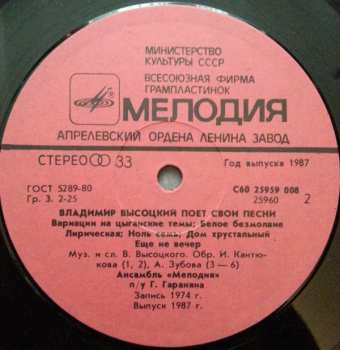 МИНИСТЕРСТВО
КУЛЬТУРЫ СССР
ВСЕСОЮЗНАЯ ФИРМА
ГРАМПЛАСТИНОК
МЕЛОДИЯ
АПРЕЛЕВСКИЙ ОРДЕНА ЛЕНИНА ЗАВОД
СТЕРЕО 33
Год выпуска 1987
ГОСТ 5289-80
Гр. 3. 2-25
С60 25959 008
25960 2
ВЛАДИМИР ВЫСОЦКИЙ ПОЕТ СВОИ ПЕСНИ
Вариации на цыганские темы; Белое безмолвие
Лирическая; Ноль семь; Дом хрустальный
Еще не вечер
Муз. и сл. В. Высоцкого. Обр. И. Кантю-
кова (1, 2), А. Зубова (3 — 6)
Ансамбль «Мелодия»
п/у Г. Гараняна
Запись 1974 г.
Выпуск 1987 г.